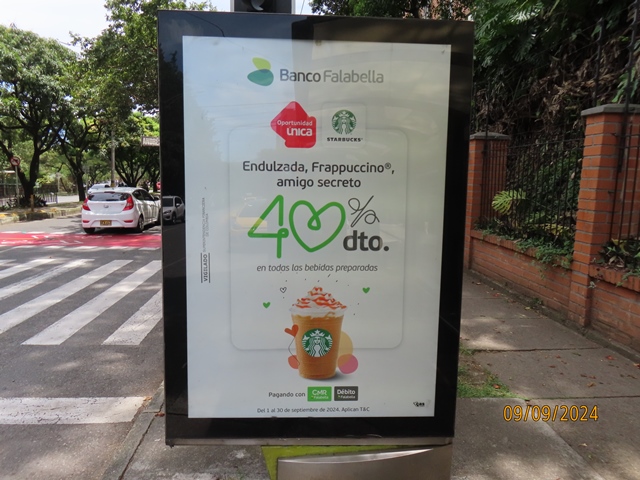 Banco Falabella
Oportunidad
única
STARBUCKS
Endulzada, Frappuccino®,
amigo secreto
40% dto.
en todas las bebidas preparadas
VIGILADO
Pagando con CMR Débito
Del 1 al 30 de septiembre de 2024. Aplican T&C
09/09/2024